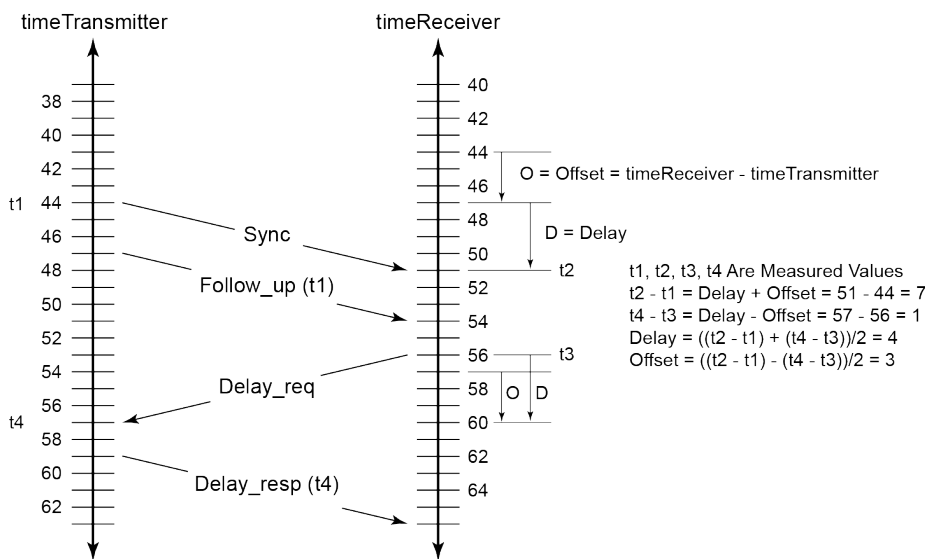 timeTransmitter
timeReceiver
38
40
42
t1 44
46
48
50
52
54
t4 56
58
60
62
Sync
Follow_up (t1)
Delay_req
Delay_resp (t4)
40
42
44
46
48
50
t2
52
54
56 t3
58
60
62
64
O = Offset = timeReceiver - timeTransmitter
D = Delay
O D
t1, t2, t3, t4 Are Measured Values
t2 - t1 = Delay + Offset = 51 - 44 = 7
t4 - t3 = Delay - Offset = 57 - 56 = 1
Delay = ((t2 - t1) + (t4 - t3))/2 = 4
Offset = ((t2 - t1) - (t4 - t3))/2 = 3